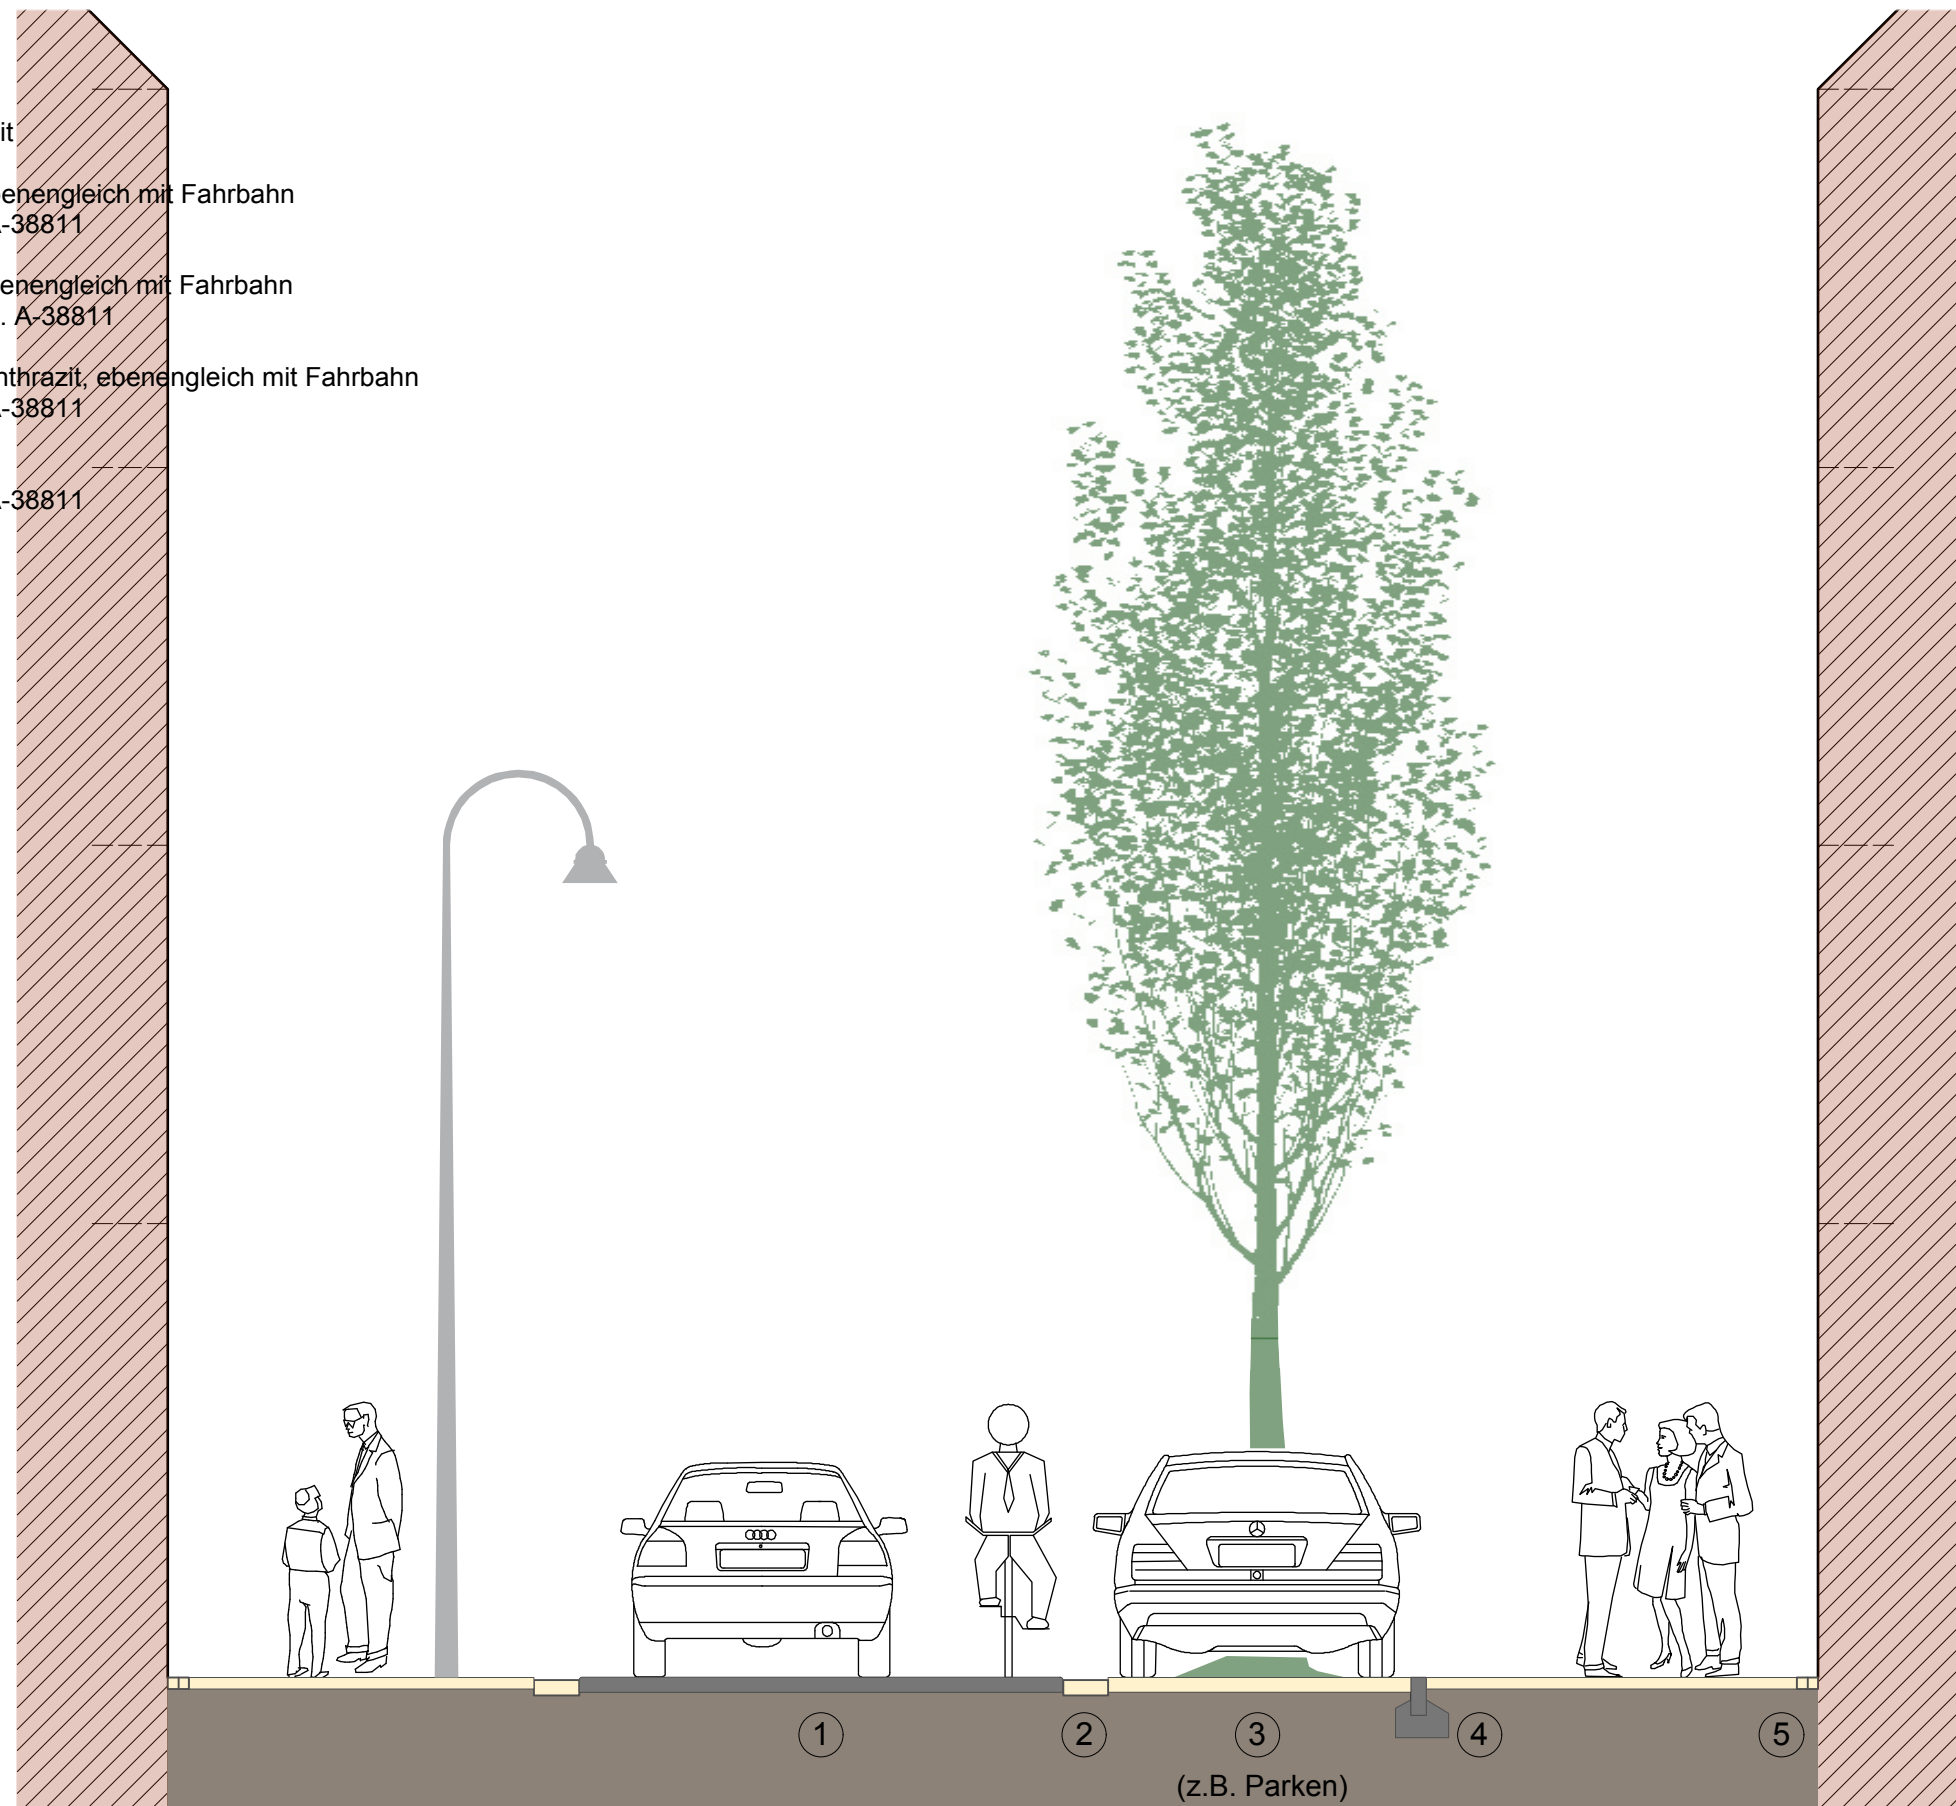 it
enengleich mit Fahrbahn
-38811
enengleich mit Fahrbahn
. A-38811
nthrazit, ebenengleich mit Fahrbahn
-38811
-38811
1
2
3
4
5
(z.B. Parken)